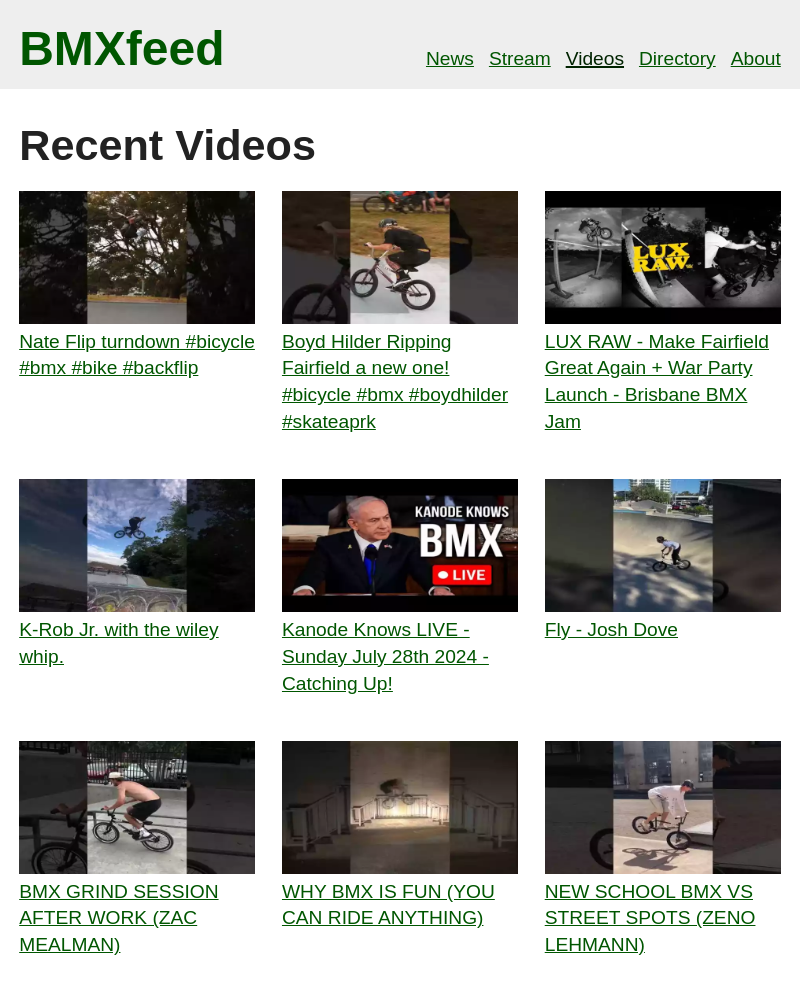 BMXfeed
News Stream Videos Directory About
Recent Videos
LUX
RAW
Nate Flip turndown #bicycle
#bmx #bike #backflip
Boyd Hilder Ripping
Fairfield a new one!
#bicycle #bmx #boydhilder
#skateaprk
LUX RAW - Make Fairfield
Great Again + War Party
Launch - Brisbane BMX
Jam
KANODE KNOWS
BMX
LIVE
K-Rob Jr. with the wiley
whip.
Kanode Knows LIVE -
Sunday July 28th 2024 -
Catching Up!
Fly - Josh Dove
BMX GRIND SESSION
AFTER WORK (ZAC
MEALMAN)
WHY BMX IS FUN (YOU
CAN RIDE ANYTHING)
NEW SCHOOL BMX VS
STREET SPOTS (ZENO
LEHMANN)